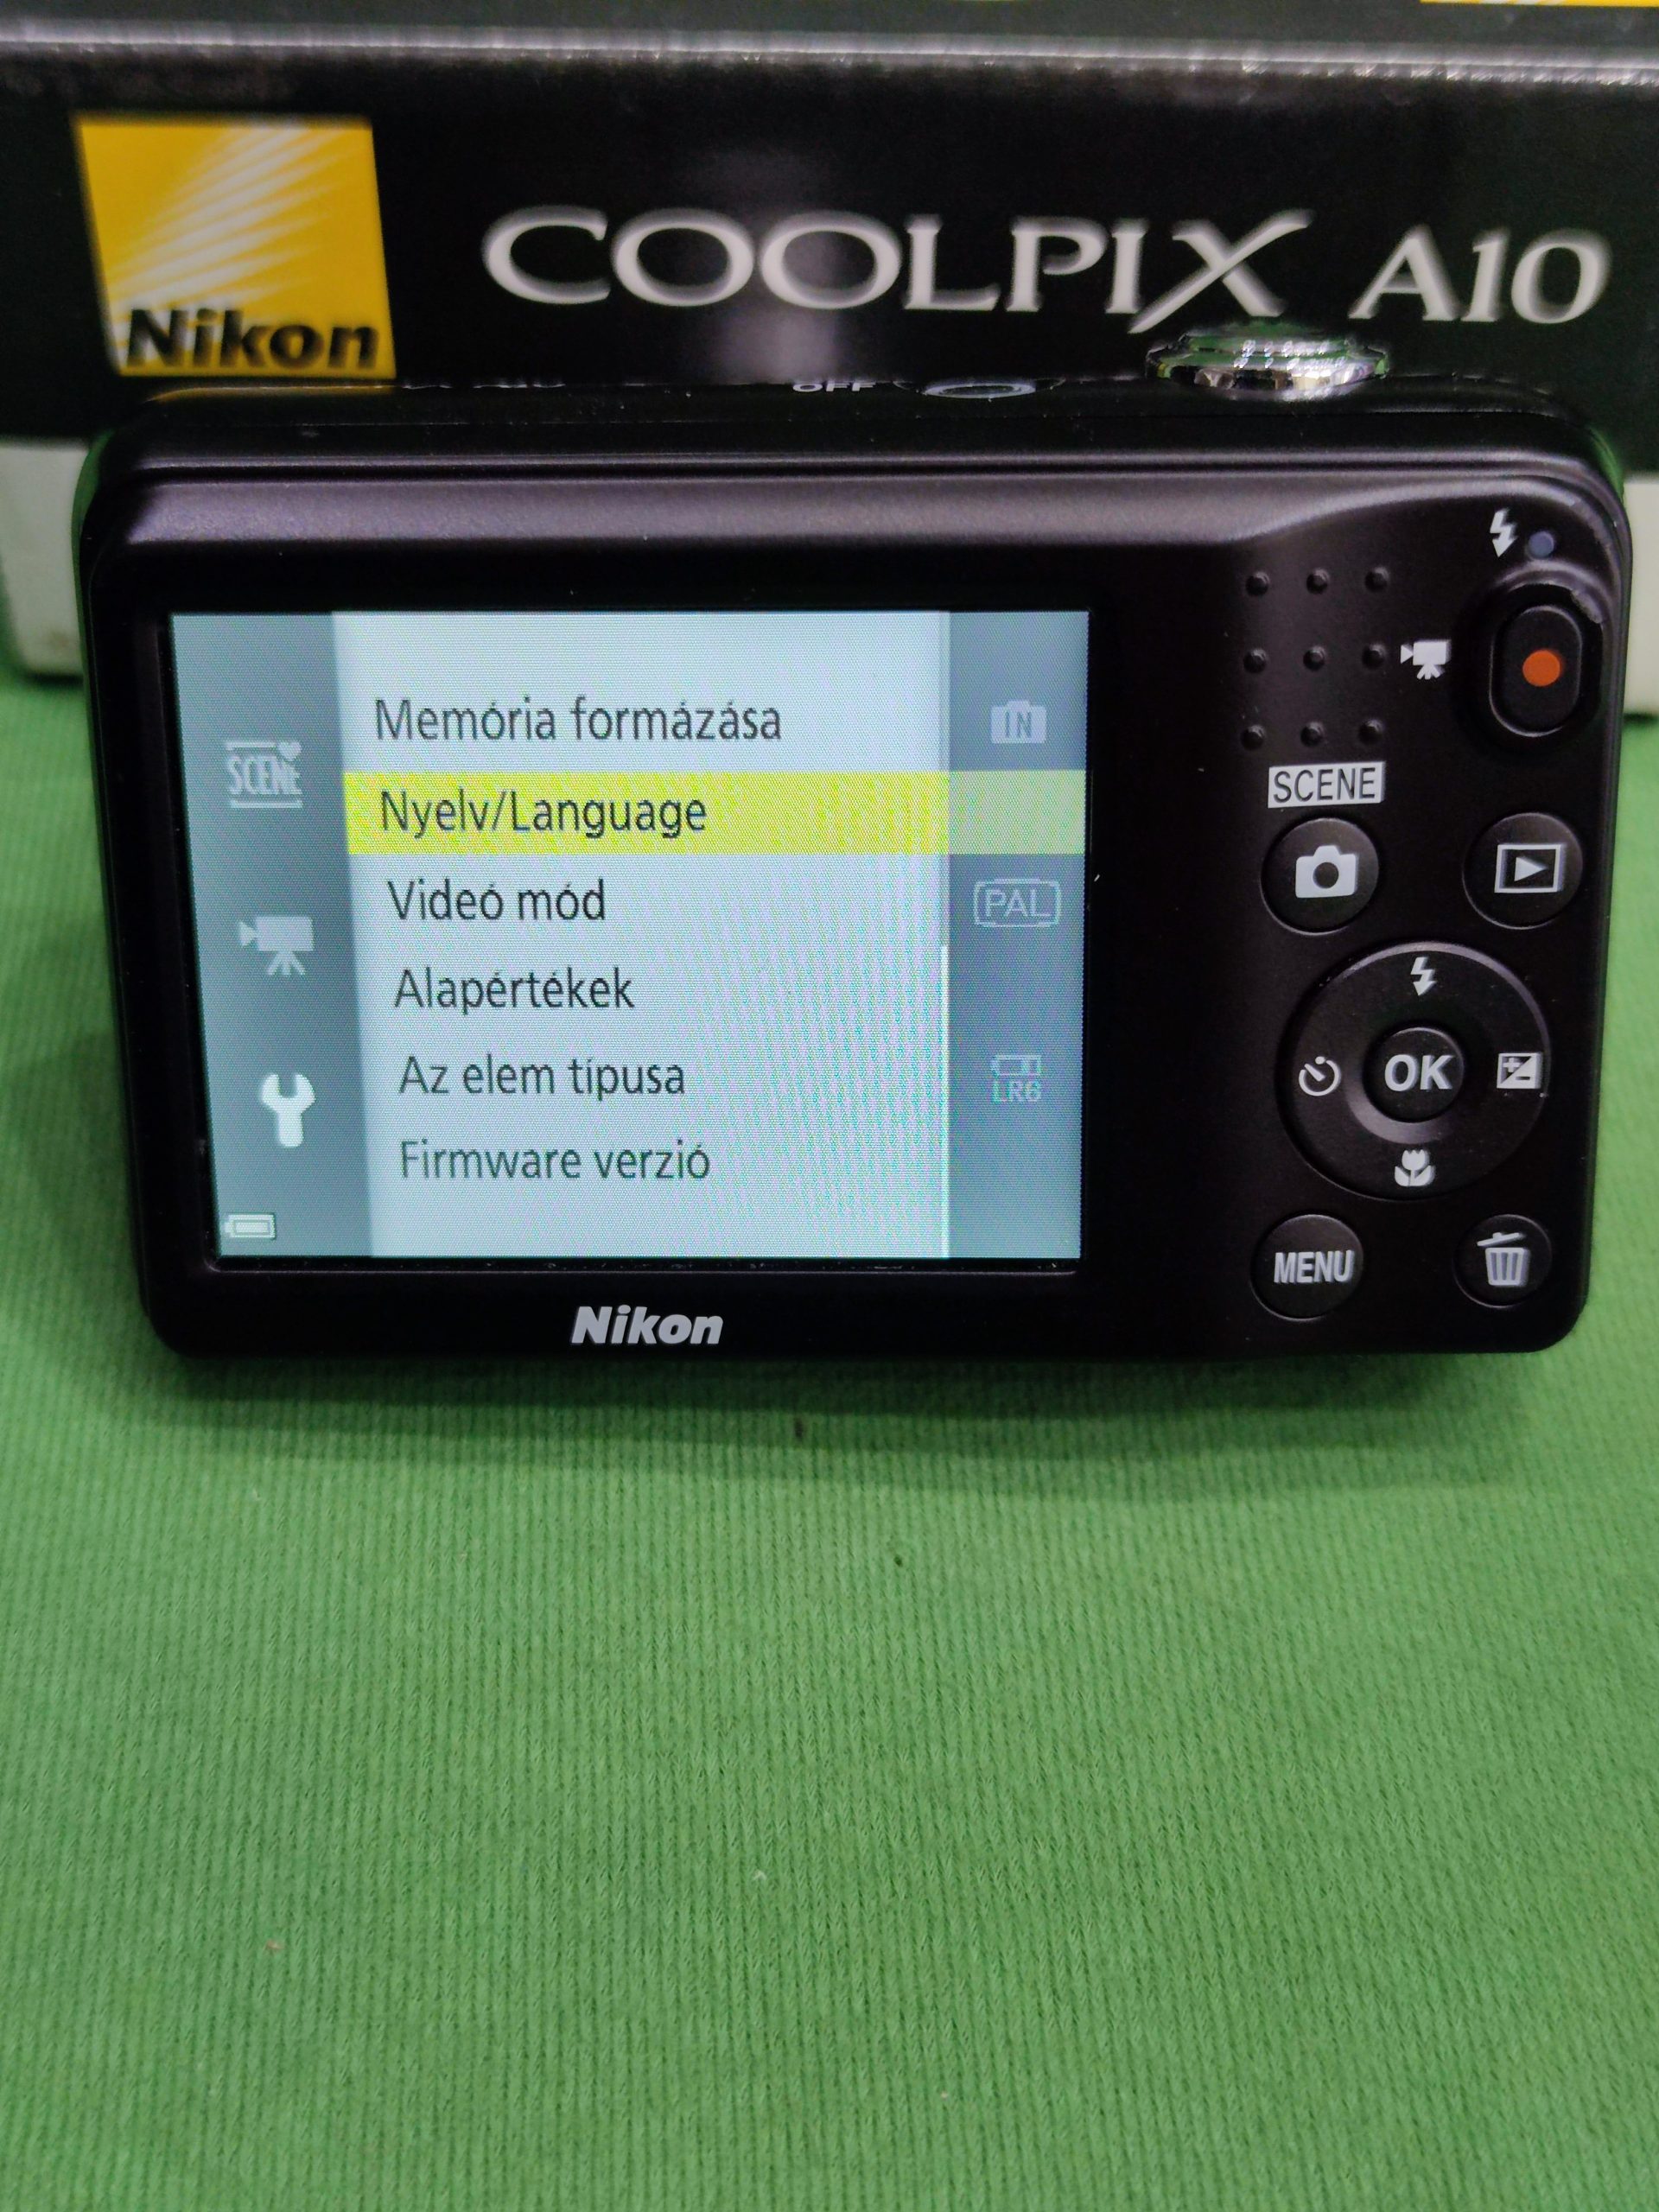 Nikon
COOLPIX A10
OFF
Memória formázása
IN
SCENE
Nyelv/Language
Videó mód
PAL
Alapértékek
Az elem típusa
LR6
Firmware verzió
SCENE
OK
MENU
Nikon